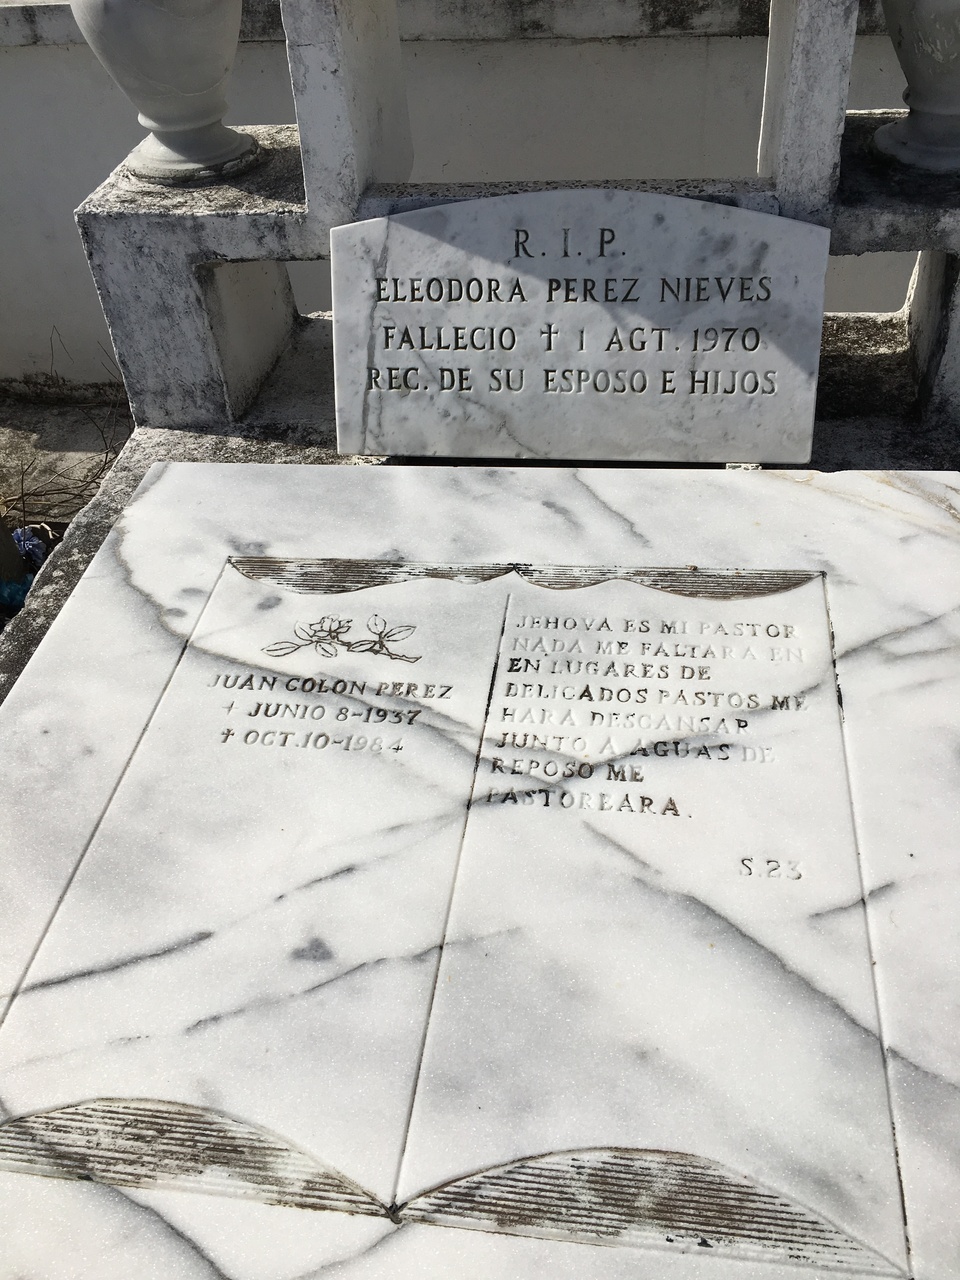 R. I. P.
ELEODORA PEREZ NIEVES
FALLECIO ✝ 1 AGT. 1970
REC. DE SU ESPOSO E HIJOS
JUAN COLON PEREZ
+ JUNIO 8-1937
✝ OCT.10-1984
JEHOVA ES MI PASTOR
NADA ME FALTARA EN
EN LUGARES DE
DELICADOS PASTOS ME
HARA DESCANSAR
JUNTO A AGUAS DE
REPOSO ME
PASTOREARA.
S.23